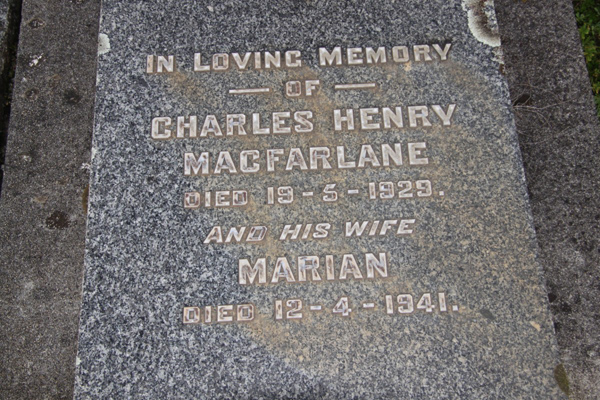 IN LOVING MEMORY
— OF —
CHARLES HENRY
MACFARLANE
DIED 19-5-1929.
AND HIS WIFE
MARIAN
DIED 12-4-1941.